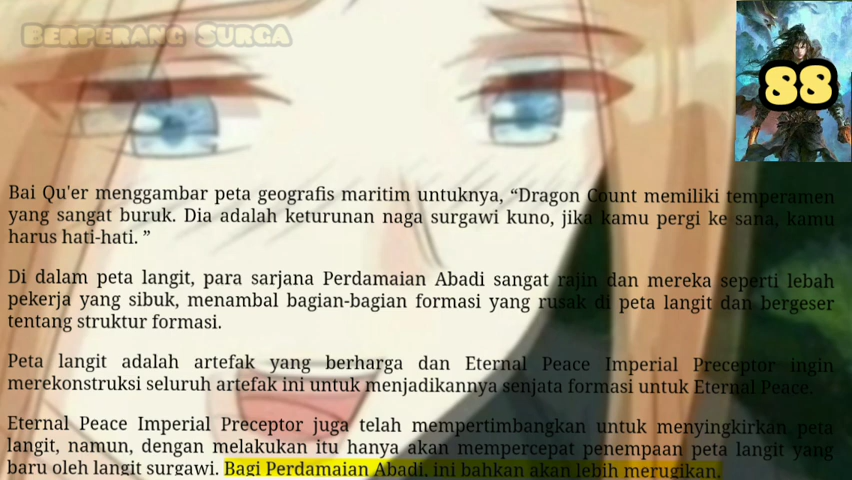 Berperang Surga
88
Bai Qu'er menggambar peta geografis maritim untuknya, “Dragon Count memiliki temperamen
yang sangat buruk. Dia adalah keturunan naga surgawi kuno, jika kamu pergi ke sana, kamu
harus hati-hati. ”
Di dalam peta langit, para sarjana Perdamaian Abadi sangat rajin dan mereka seperti lebah
pekerja yang sibuk, menambal bagian-bagian formasi yang rusak di peta langit dan bergeser
tentang struktur formasi.
Peta langit adalah artefak yang berharga dan Eternal Peace Imperial Preceptor ingin
merekonstruksi seluruh artefak ini untuk menjadikannya senjata formasi untuk Eternal Peace.
Eternal Peace Imperial Preceptor juga telah mempertimbangkan untuk menyingkirkan peta
langit, namun, dengan melakukan itu hanya akan mempercepat penempaan peta langit yang
baru oleh langit surgawi. Bagi Perdamaian Abadi, ini bahkan akan lebih merugikan.